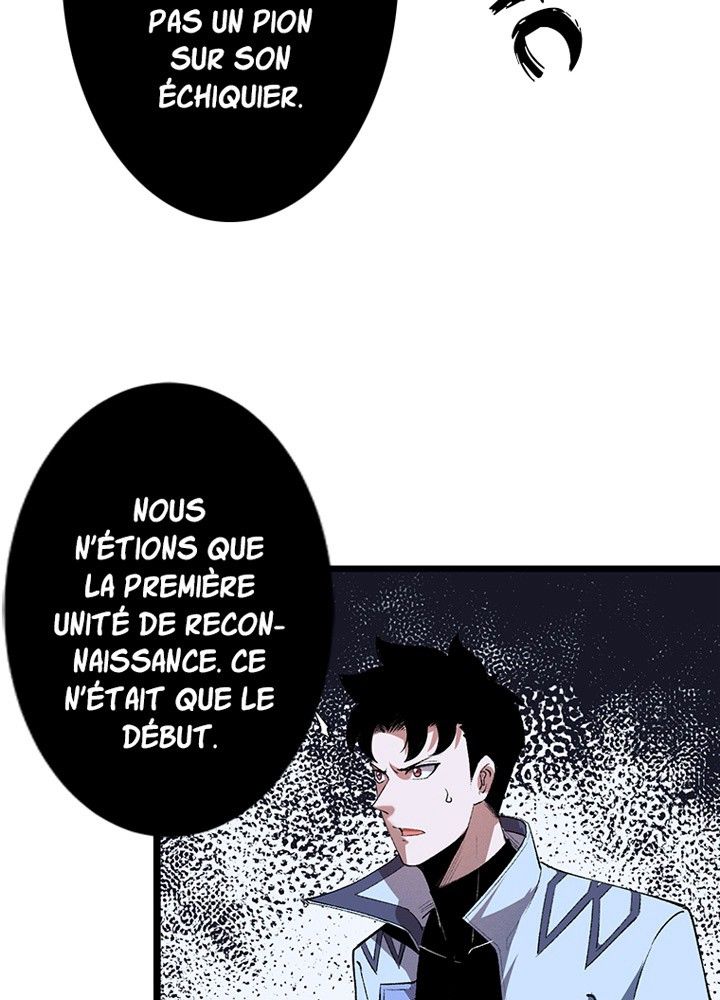 PAS UN PION
SUR SON
ÉCHIQUIER.
NOUS
N'ÉTIONS QUE
LA PREMIÈRE
UNITÉ DE RECON-
NAISSANCE. CE
N'ÉTAIT QUE LE
DÉBUT.